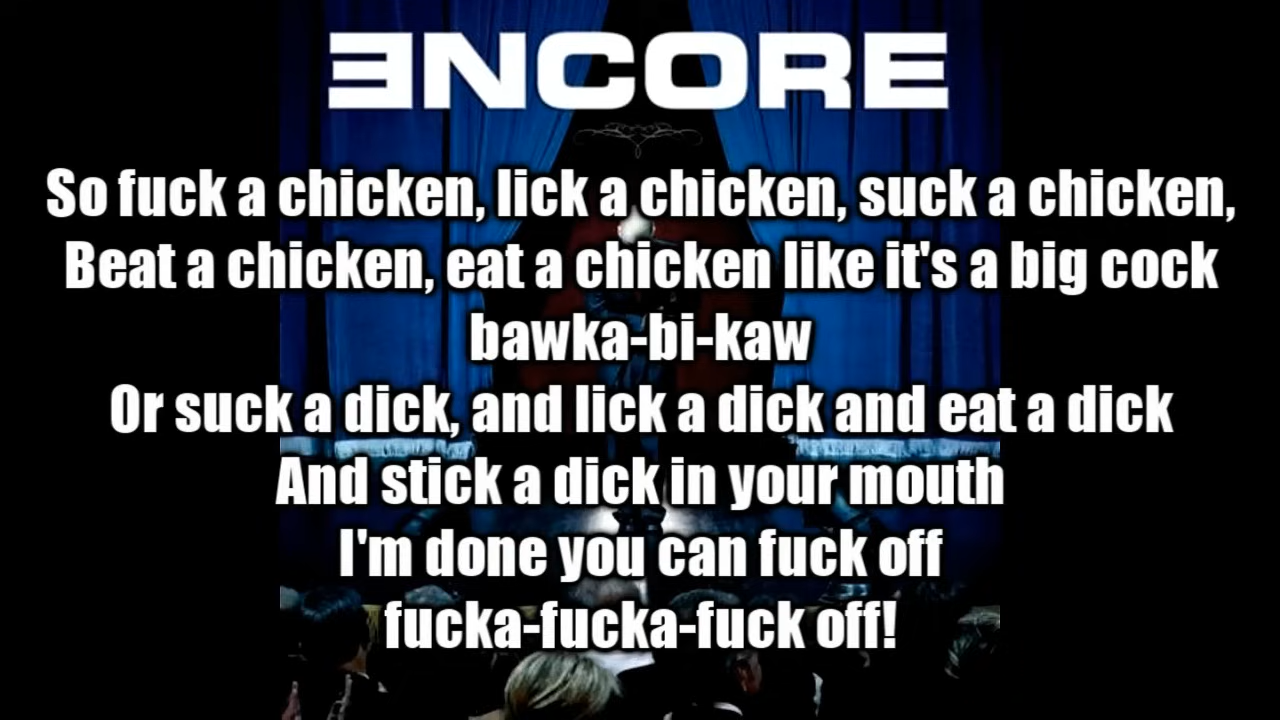 ENCORE
So fuck a chicken, lick a chicken, suck a chicken,
Beat a chicken, eat a chicken like it's a big cock
bawka-bi-kaw
Or suck a dick, and lick a dick and eat a dick
And stick a dick in your mouth
I'm done you can fuck off
fucka-fucka-fuck off!